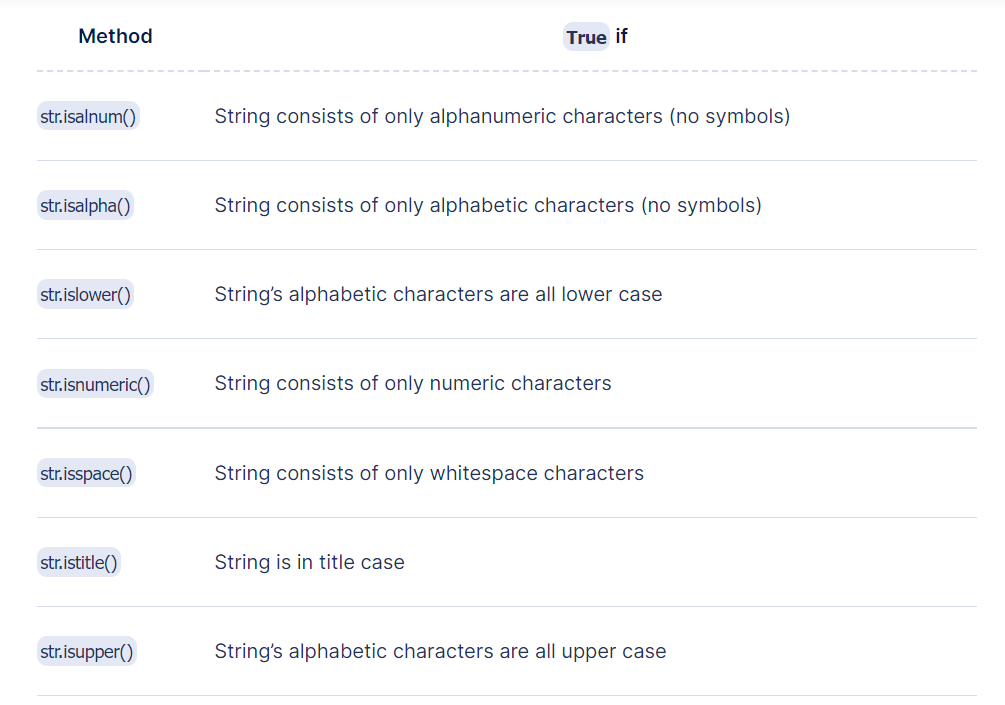 Method True if
str.isalnum() String consists of only alphanumeric characters (no symbols)
str.isalpha() String consists of only alphabetic characters (no symbols)
str.islower() String’s alphabetic characters are all lower case
str.isnumeric() String consists of only numeric characters
str.isspace() String consists of only whitespace characters
str.istitle() String is in title case
str.isupper() String’s alphabetic characters are all upper case